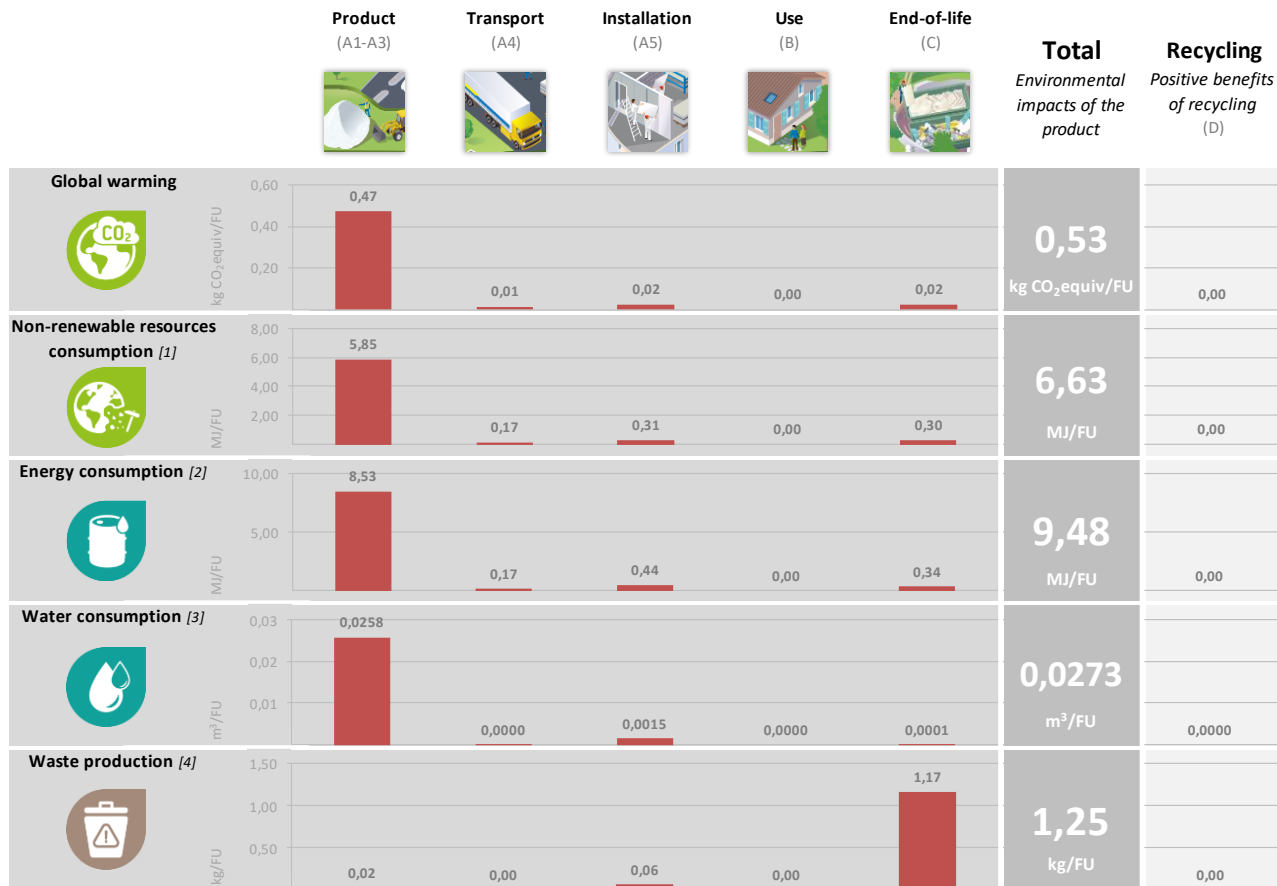 Product
(A1-A3)
Transport
(A4)
Installation
(A5)
Use
(B)
End-of-life
(C)
Total
Environmental
impacts of the
product
Recycling
Positive benefits
of recycling
(D)
Global warming
CO₂
kg CO₂equiv/FU
0,60
0,40
0,20
0,47
0,01
0,02
0,00
0,02
0,53
kg CO₂equiv/FU
0,00
Non-renewable resources
consumption [1]
MJ/FU
8,00
6,00
4,00
2,00
5,85
0,17
0,31
0,00
0,30
6,63
MJ/FU
0,00
Energy consumption [2]
MJ/FU
10,00
5,00
8,53
0,17
0,44
0,00
0,34
9,48
MJ/FU
0,00
Water consumption [3]
m³/FU
0,03
0,02
0,01
0,0258
0,0000
0,0015
0,0000
0,0001
0,0273
m³/FU
0,0000
Waste production [4]
kg/FU
1,50
1,00
0,50
0,02
0,00
0,06
0,00
1,17
1,25
kg/FU
0,00